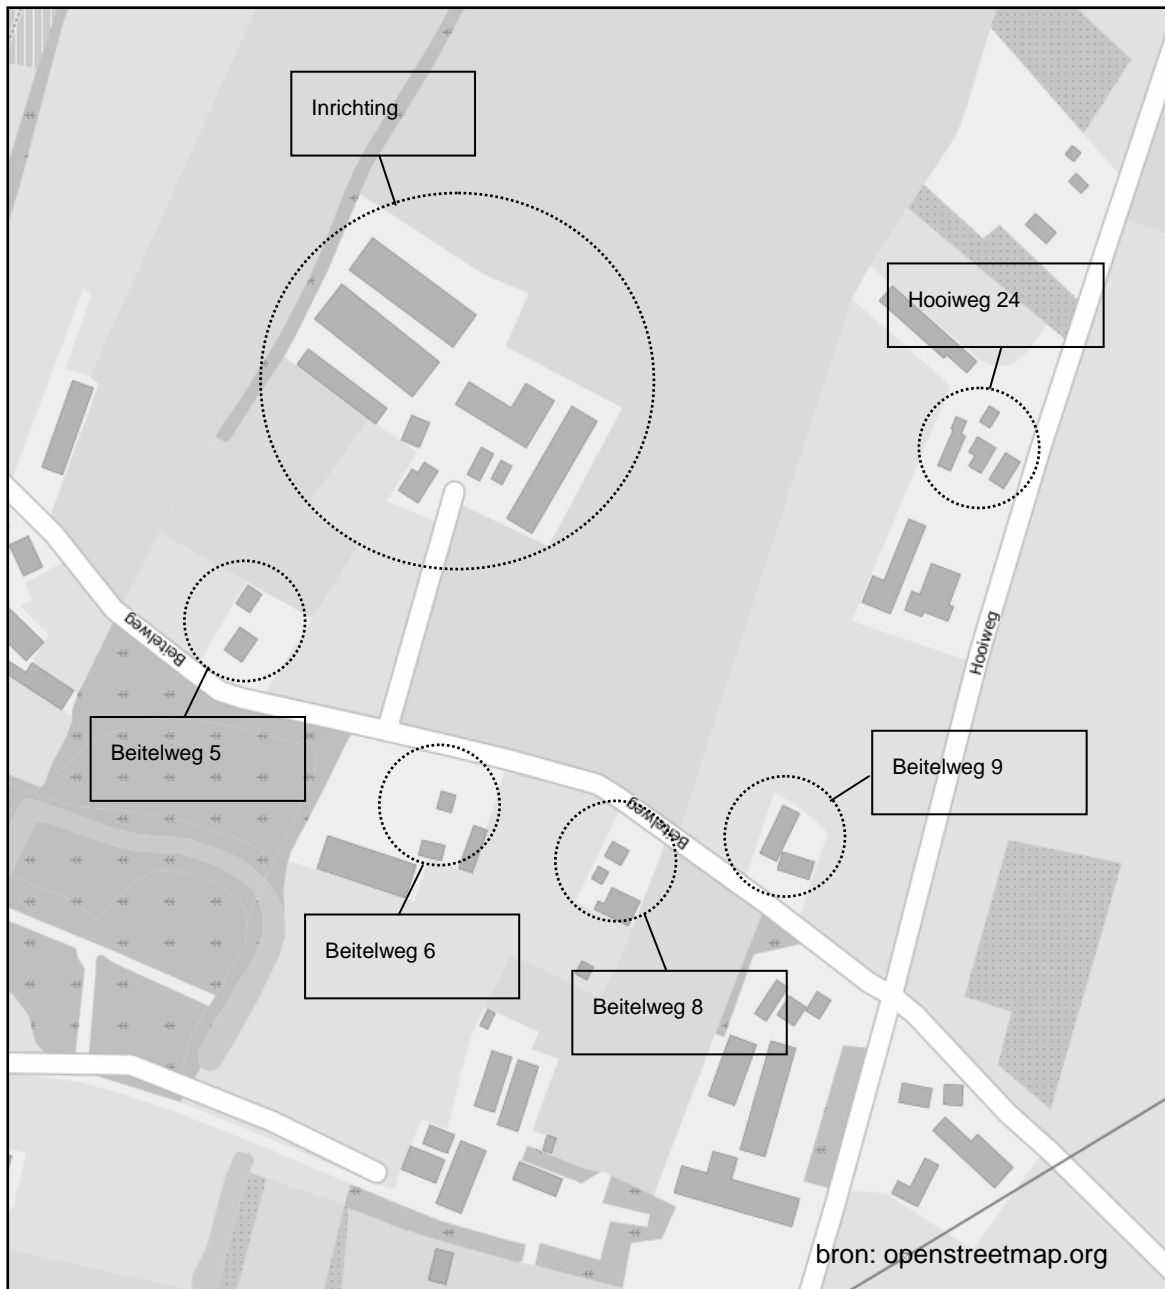 Inrichting
Hooiweg 24
Beitelweg
Hooiweg
Beitelweg 5
Beitelweg 9
Beitelweg
Beitelweg 6
Beitelweg 8
bron: openstreetmap.org